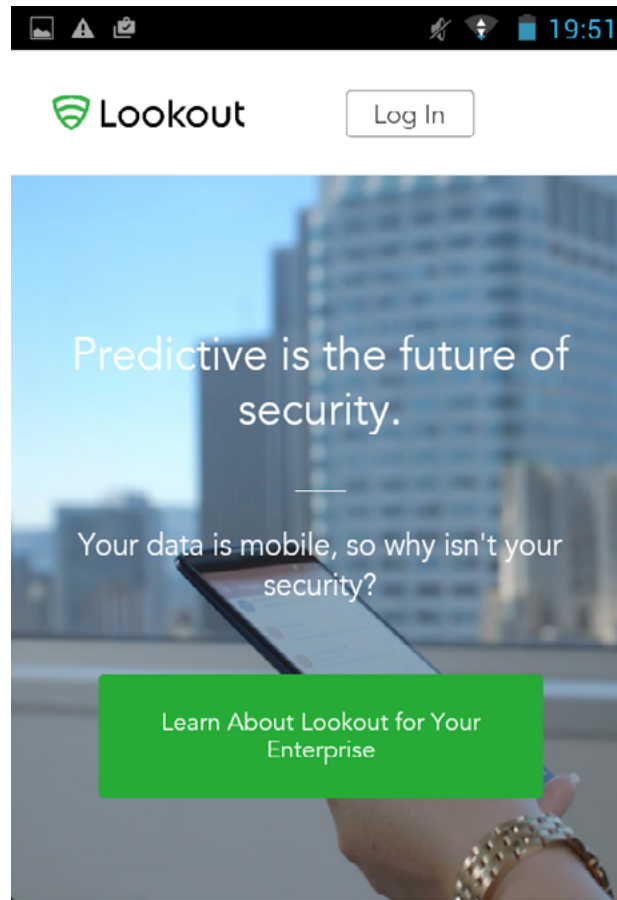 19:51
Lookout
Log In
Predictive is the future of
security.
Your data is mobile, so why isn't your
security?
Learn About Lookout for Your
Enterprise